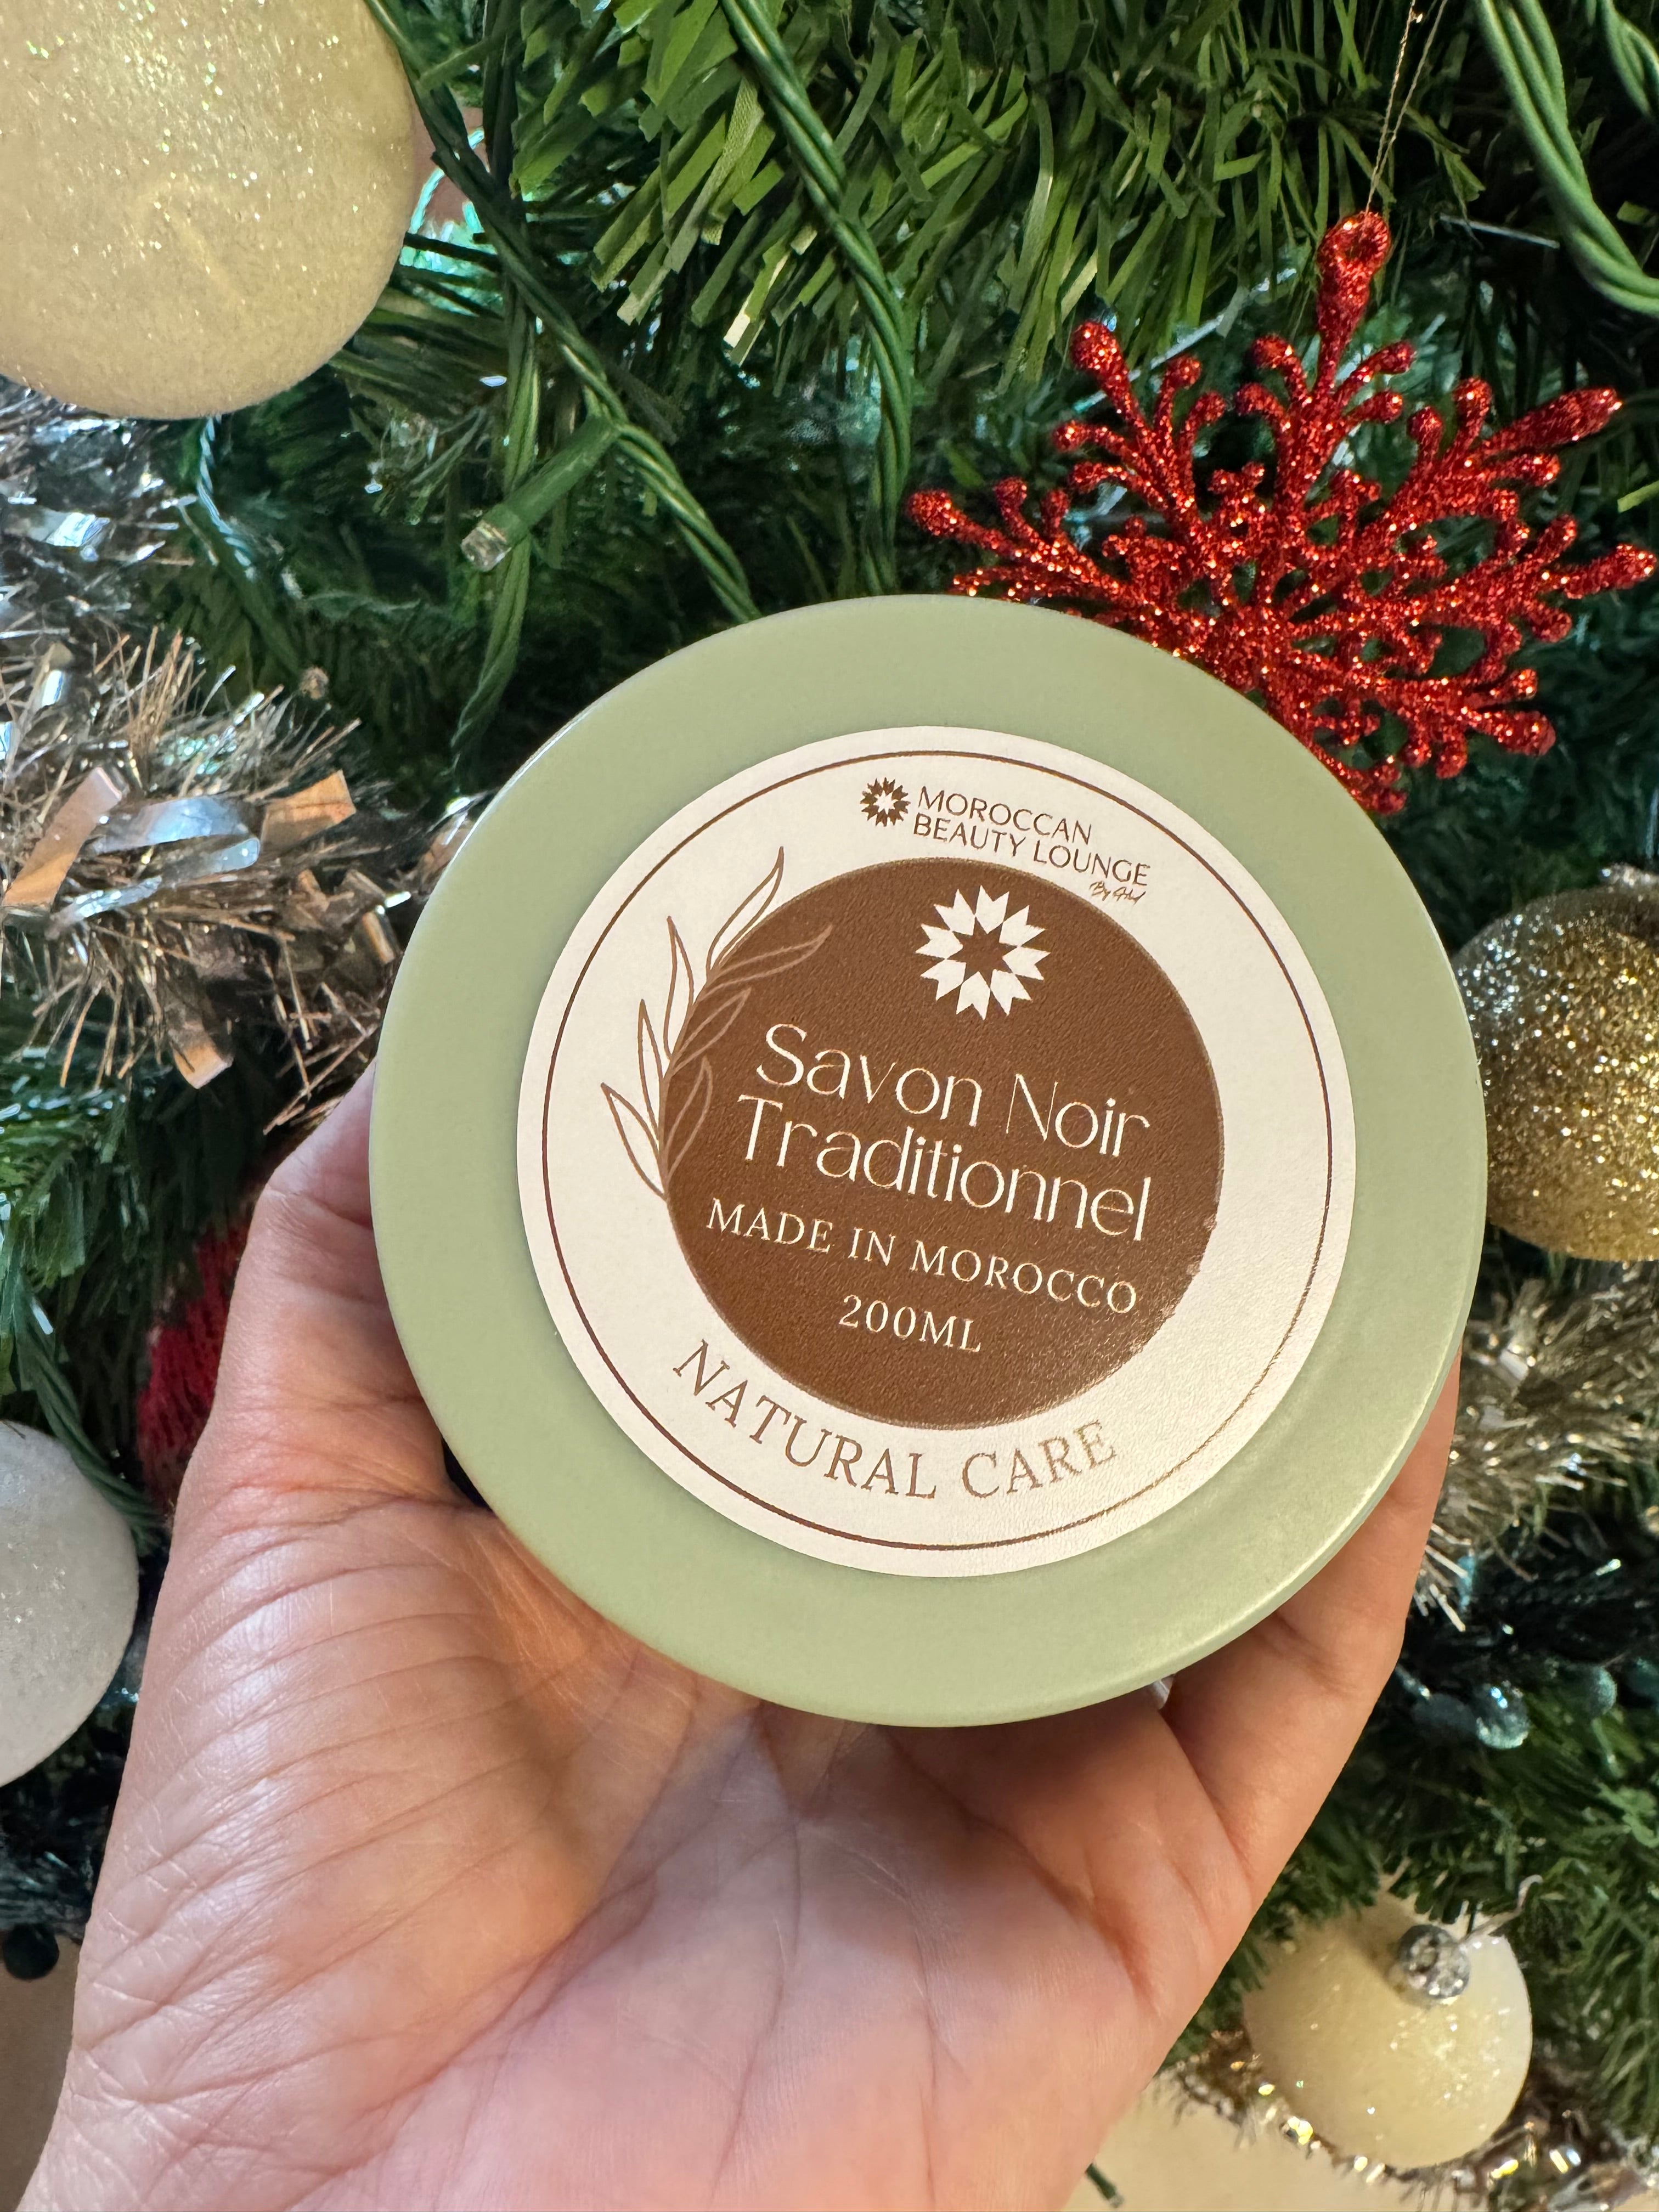 MOROCCAN
BEAUTY LOUNGE
Savon Noir
Traditionnel
MADE IN MOROCCO
200ML
NATURAL CARE